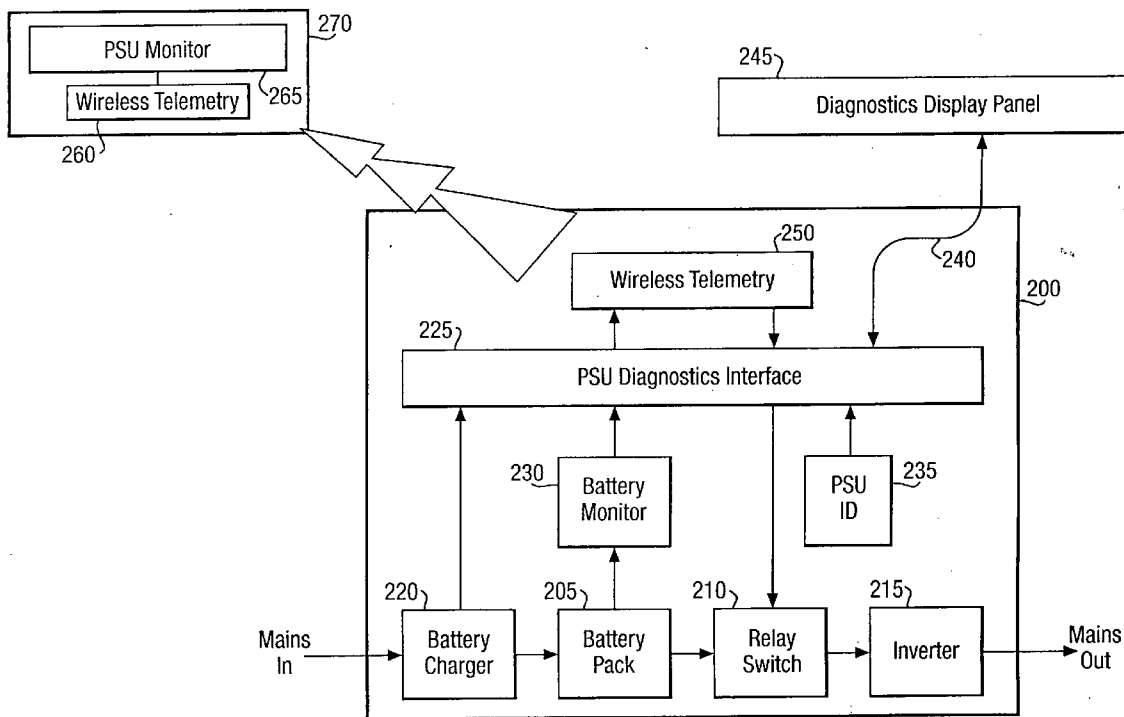 270
PSU Monitor
265
Wireless Telemetry
260
245
Diagnostics Display Panel
250
Wireless Telemetry
240
200
225
PSU Diagnostics Interface
230
Battery
Monitor
235
PSU
ID
220
Battery
Charger
205
Battery
Pack
210
Relay
Switch
215
Inverter
Mains
In
Mains
Out